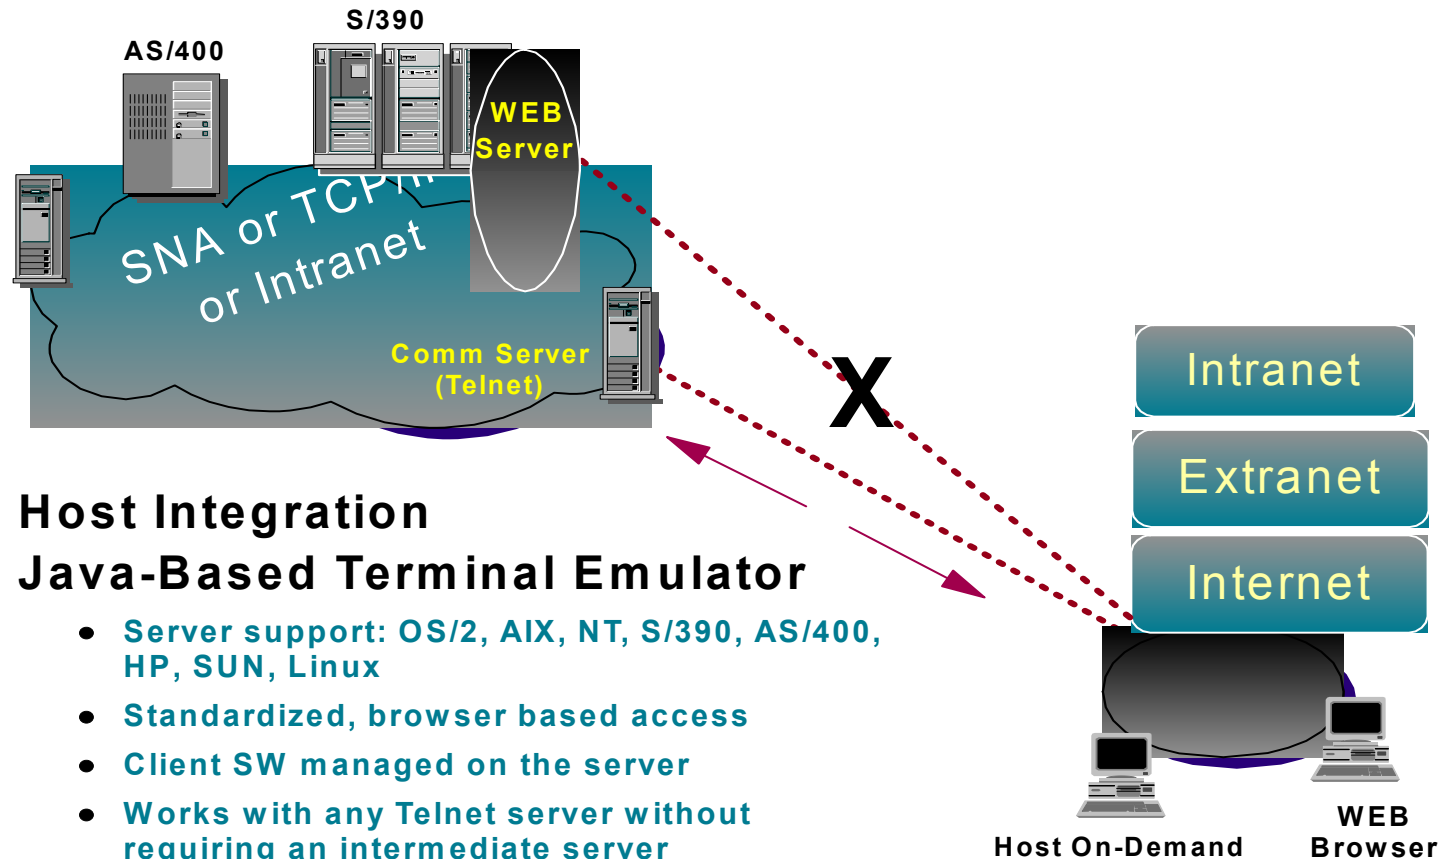 S/390
AS/400
WEB
Server
SNA or TCP/IP
or Intranet
Comm Server
(Telnet)
X
Intranet
Extranet
Internet
Host Integration
Java-Based Terminal Emulator
• Server support: OS/2, AIX, NT, S/390, AS/400,
HP, SUN, Linux
• Standardized, browser based access
• Client SW managed on the server
• Works with any Telnet server without
requiring an intermediate server
Host On-Demand
WEB
Browser